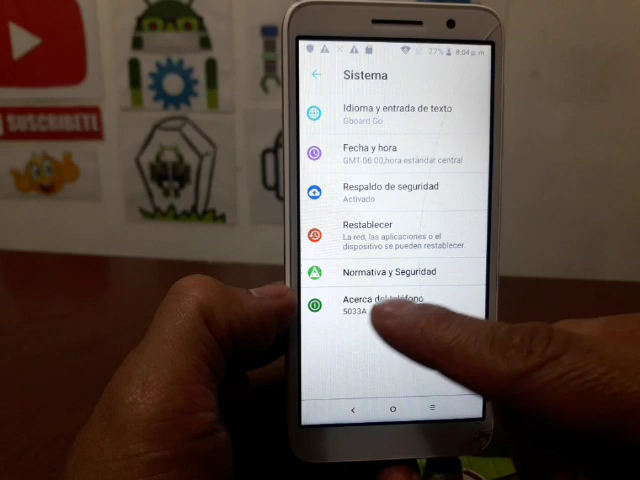 SUSCRIBETE
27% 8:04 p. m.
Sistema
Idioma y entrada de texto
Gboard Go
Fecha y hora
GMT-06:00,hora estándar central
Respaldo de seguridad
Activado
Restablecer
La red, las aplicaciones o el
dispositivo se pueden restablecer.
Normativa y Seguridad
Acerca del teléfono
5033A